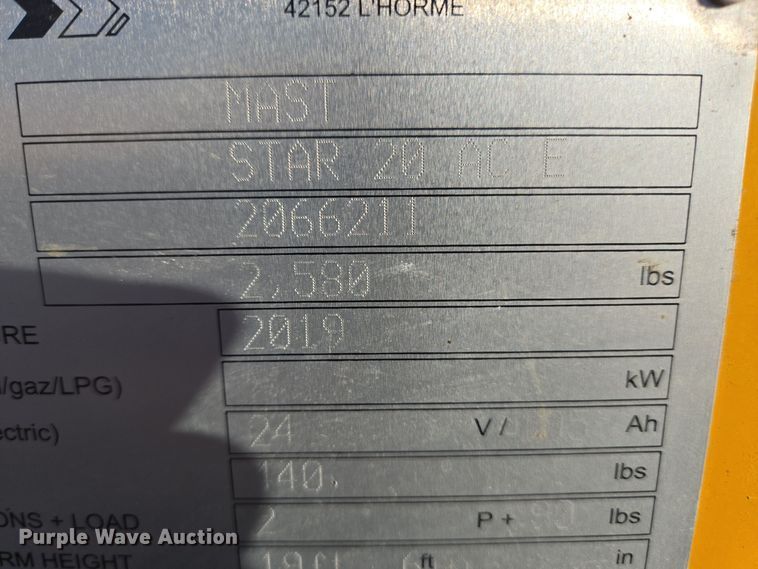 42152 L'HORME
MAST
STAR 20 AC E
2066211
2,580 lbs
RE 2019
/gaz/LPG) kW
ectric) 24 V / Ah
140. lbs
ONS + LOAD 2 P + lbs
RM HEIGHT ft in
Purple Wave Auction